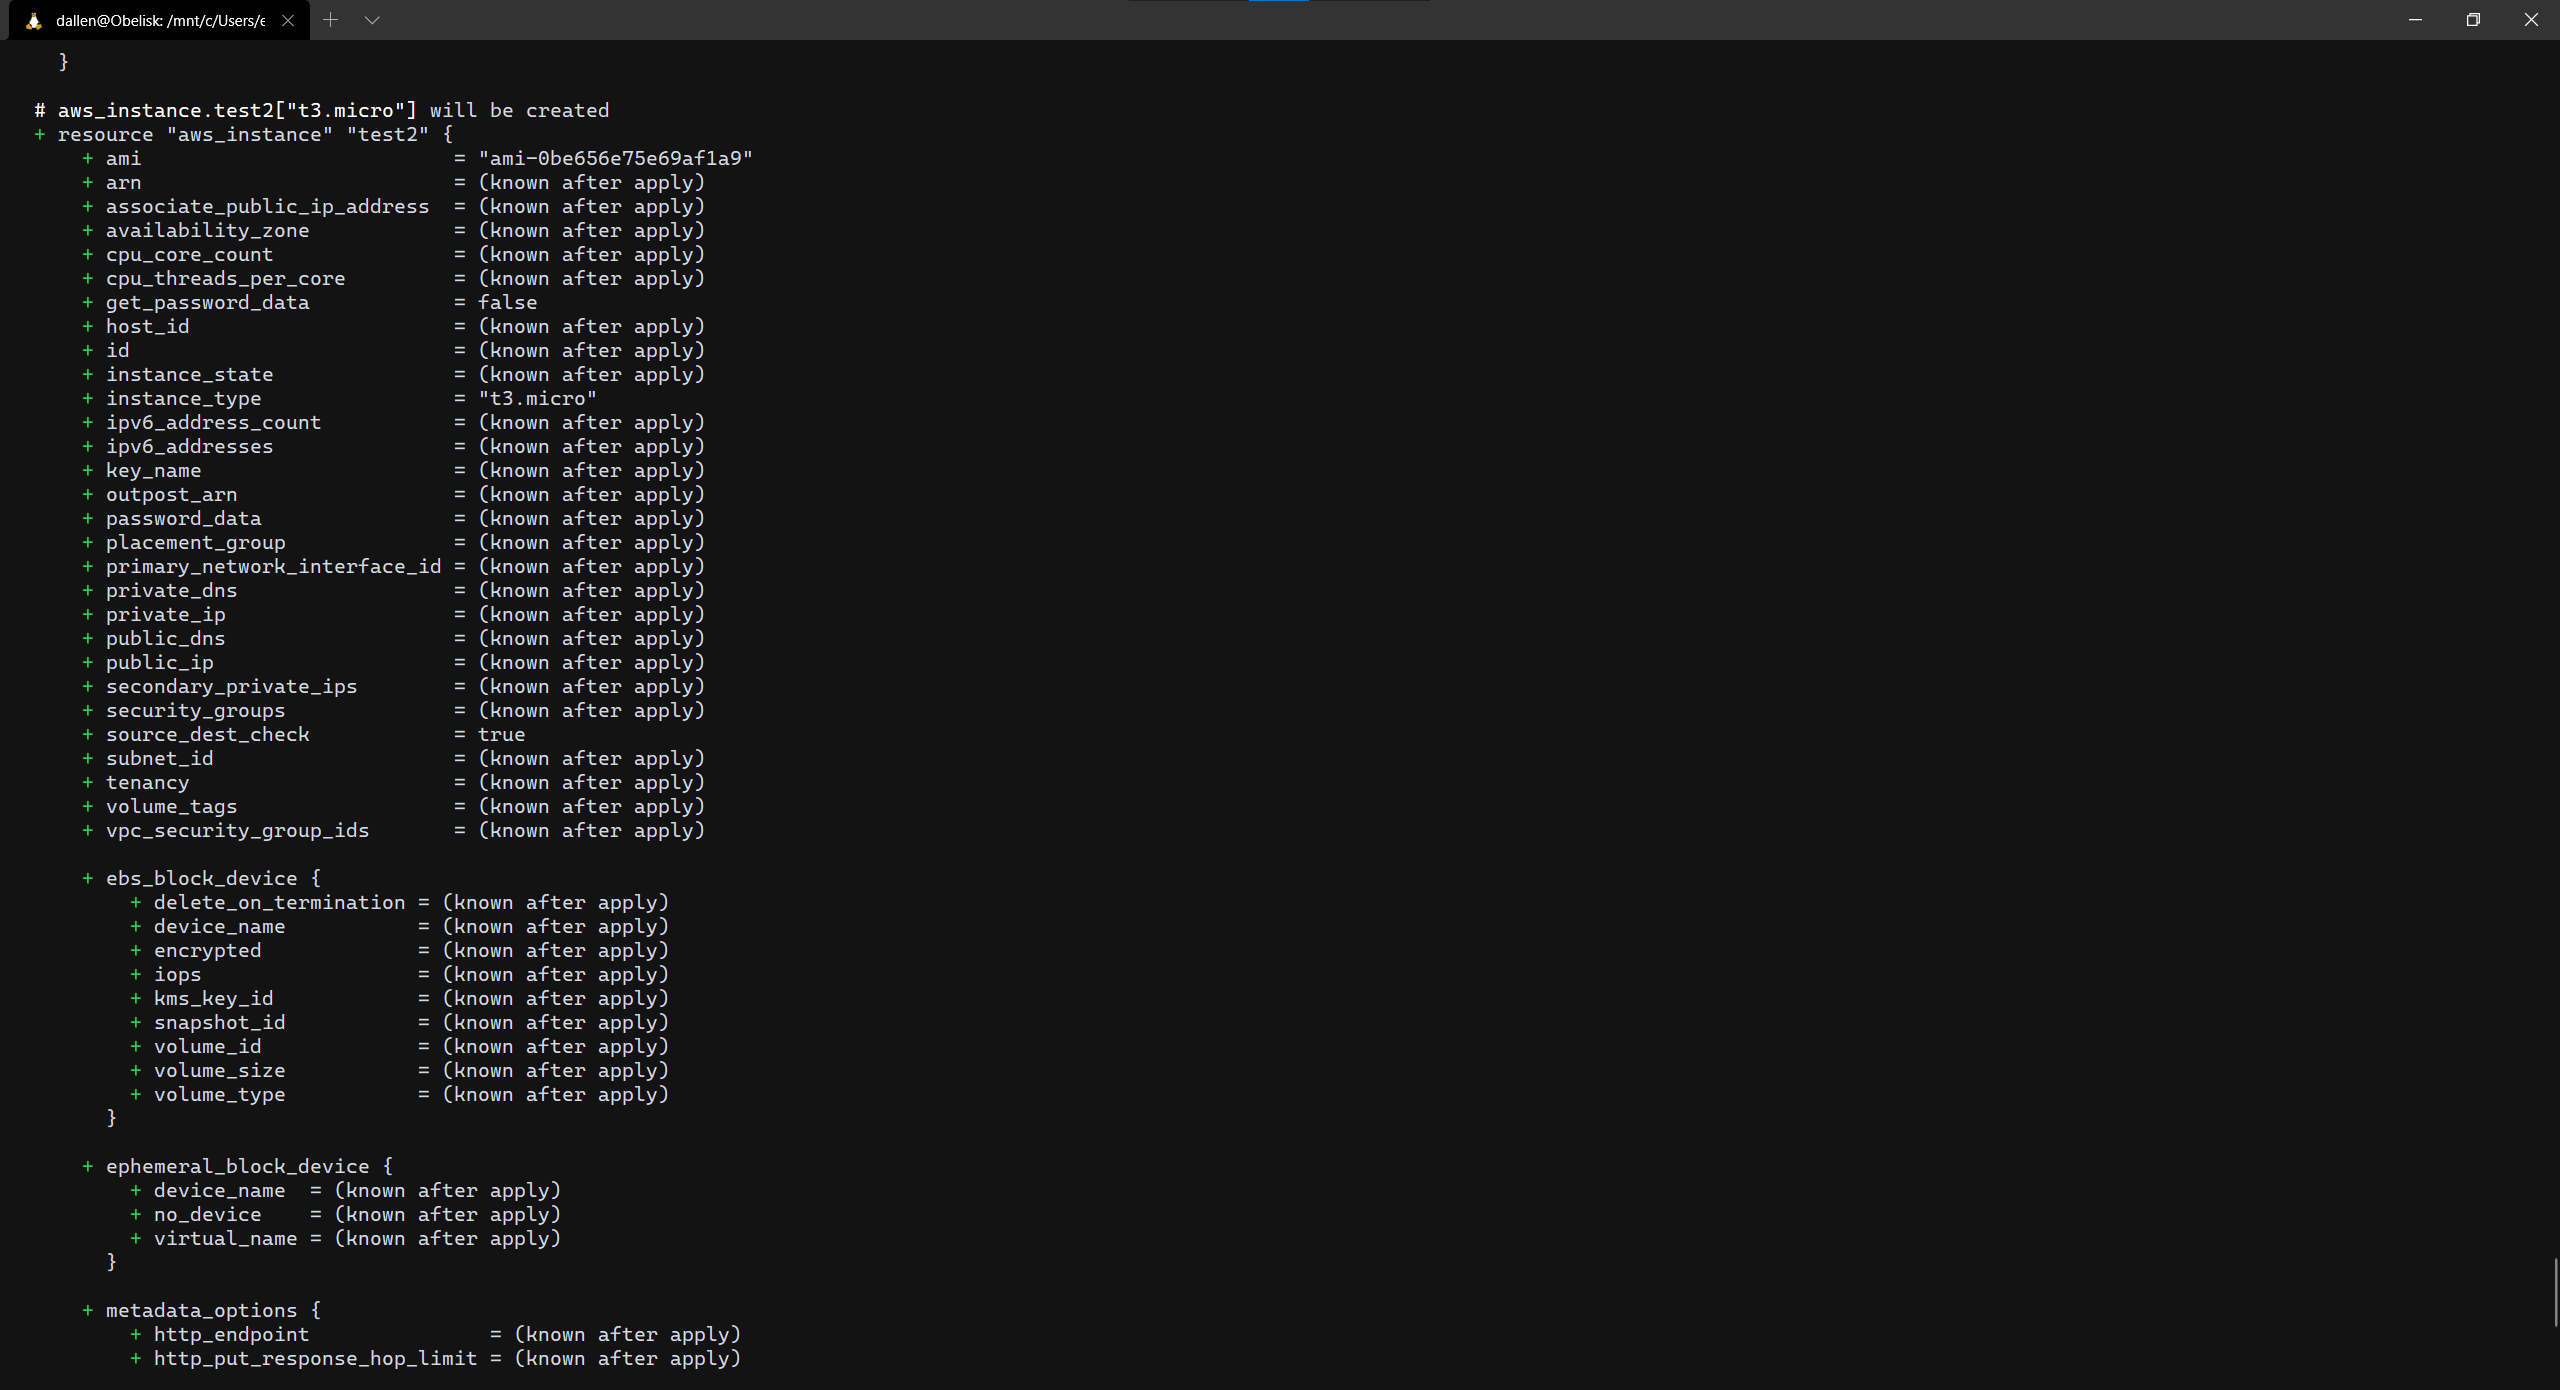 dallen@Obelisk: /mnt/c/Users/e
}
# aws_instance.test2["t3.micro"] will be created
+ resource "aws_instance" "test2" {
+ ami = "ami-0be656e75e69af1a9"
+ arn = (known after apply)
+ associate_public_ip_address = (known after apply)
+ availability_zone = (known after apply)
+ cpu_core_count = (known after apply)
+ cpu_threads_per_core = (known after apply)
+ get_password_data = false
+ host_id = (known after apply)
+ id = (known after apply)
+ instance_state = (known after apply)
+ instance_type = "t3.micro"
+ ipv6_address_count = (known after apply)
+ ipv6_addresses = (known after apply)
+ key_name = (known after apply)
+ outpost_arn = (known after apply)
+ password_data = (known after apply)
+ placement_group = (known after apply)
+ primary_network_interface_id = (known after apply)
+ private_dns = (known after apply)
+ private_ip = (known after apply)
+ public_dns = (known after apply)
+ public_ip = (known after apply)
+ secondary_private_ips = (known after apply)
+ security_groups = (known after apply)
+ source_dest_check = true
+ subnet_id = (known after apply)
+ tenancy = (known after apply)
+ volume_tags = (known after apply)
+ vpc_security_group_ids = (known after apply)
+ ebs_block_device {
+ delete_on_termination = (known after apply)
+ device_name = (known after apply)
+ encrypted = (known after apply)
+ iops = (known after apply)
+ kms_key_id = (known after apply)
+ snapshot_id = (known after apply)
+ volume_id = (known after apply)
+ volume_size = (known after apply)
+ volume_type = (known after apply)
}
+ ephemeral_block_device {
+ device_name = (known after apply)
+ no_device = (known after apply)
+ virtual_name = (known after apply)
}
+ metadata_options {
+ http_endpoint = (known after apply)
+ http_put_response_hop_limit = (known after apply)